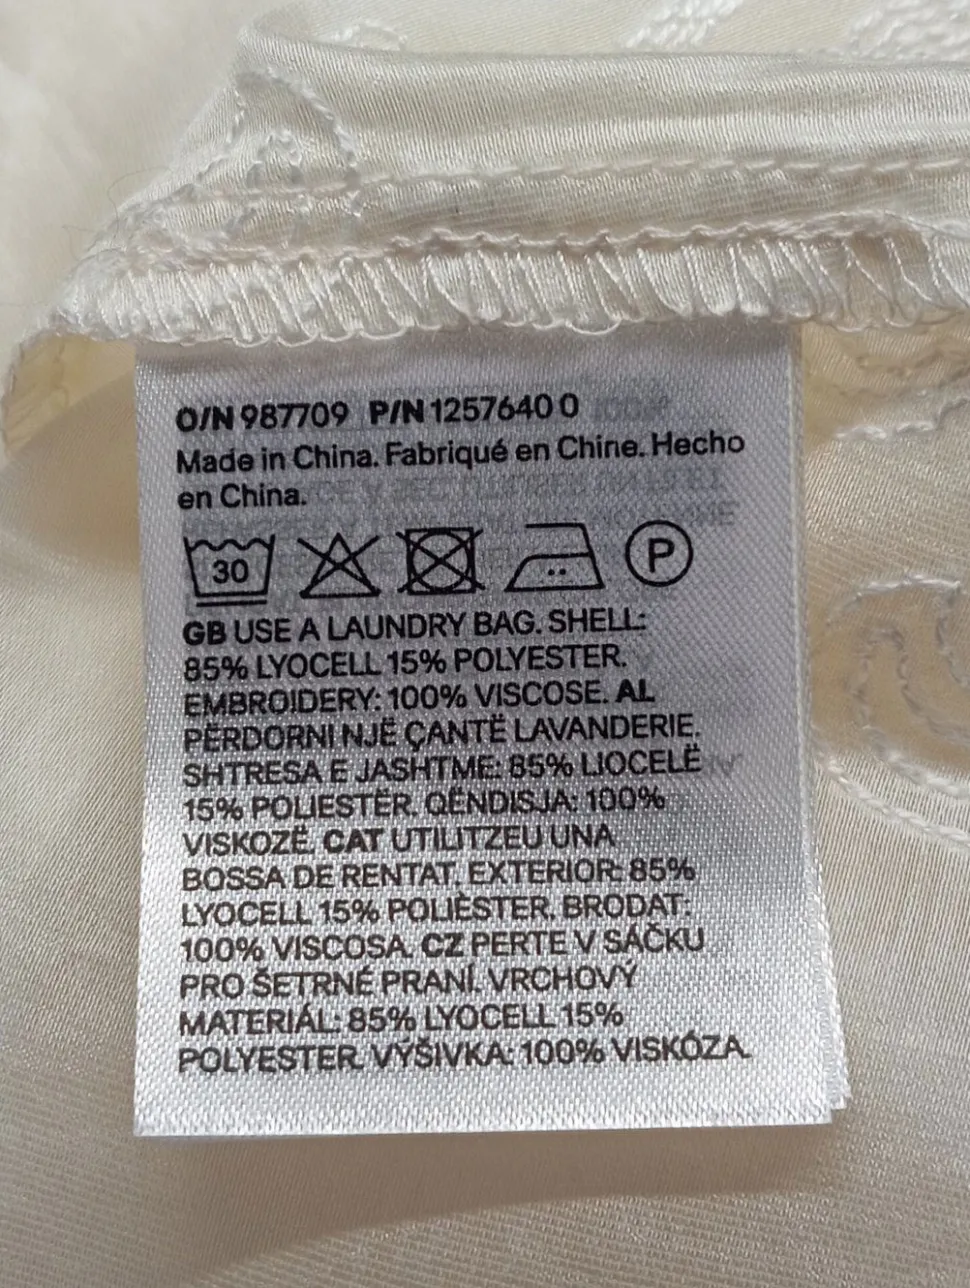 O/N 987709 P/N 1257640 0
Made in China. Fabriqué en Chine. Hecho
en China.
30 P
GB USE A LAUNDRY BAG. SHELL:
85% LYOCELL 15% POLYESTER.
EMBROIDERY: 100% VISCOSE. AL
PËRDORNI NJË ÇANTË LAVANDERIE.
SHTRESA E JASHTME: 85% LIOCELË
15% POLIESTËR. QËNDISJA: 100%
VISKOZË. CAT UTILITZEU UNA
BOSSA DE RENTAT. EXTERIOR: 85%
LYOCELL 15% POLIÈSTER. BRODAT:
100% VISCOSA. CZ PERTE V SÁČKU
PRO ŠETRNÉ PRANÍ. VRCHOVÝ
MATERIÁL: 85% LYOCELL 15%
POLYESTER. VÝŠIVKA: 100% VISKÓZA.